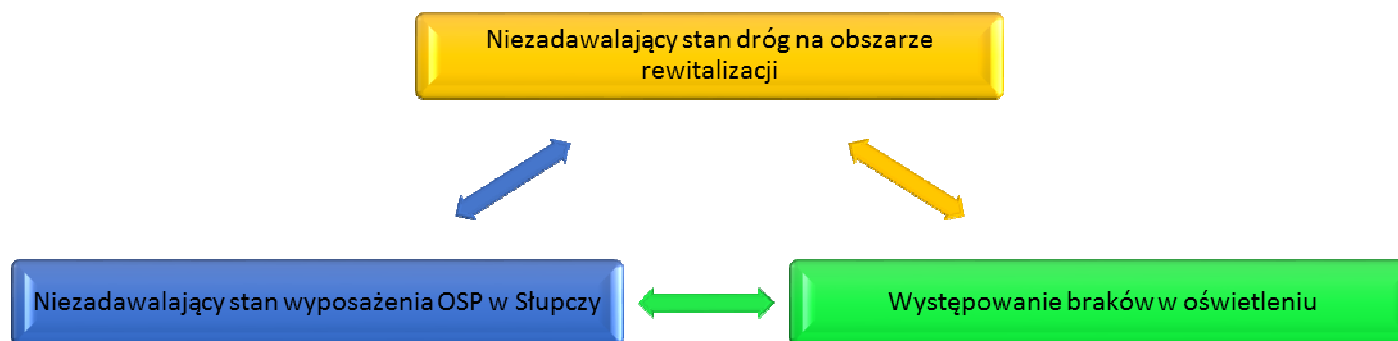 Niezadawalający stan dróg na obszarze
rewitalizacji
Niezadawalający stan wyposażenia OSP w Słupczy
Występowanie braków w oświetleniu